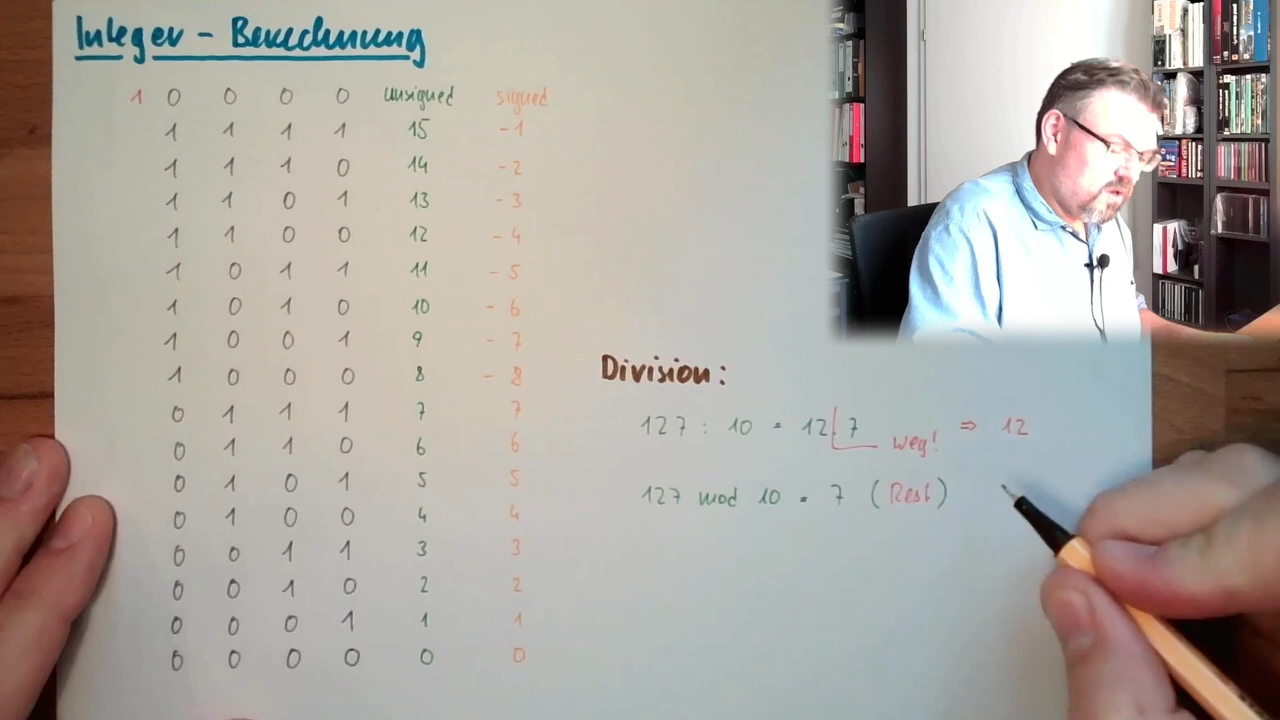 Integer - Berechnung
1 0 0 0 0 unsigned signed
1 1 1 1 15 -1
1 1 1 0 14 -2
1 1 0 1 13 -3
1 1 0 0 12 -4
1 0 1 1 11 -5
1 0 1 0 10 -6
1 0 0 1 9 -7
1 0 0 0 8 -8
0 1 1 1 7 7
0 1 1 0 6 6
0 1 0 1 5 5
0 1 0 0 4 4
0 0 1 1 3 3
0 0 1 0 2 2
0 0 0 1 1 1
0 0 0 0 0 0
Division:
127 : 10 = 12 7 weg! ⇒ 12
127 mod 10 = 7 (Rest)